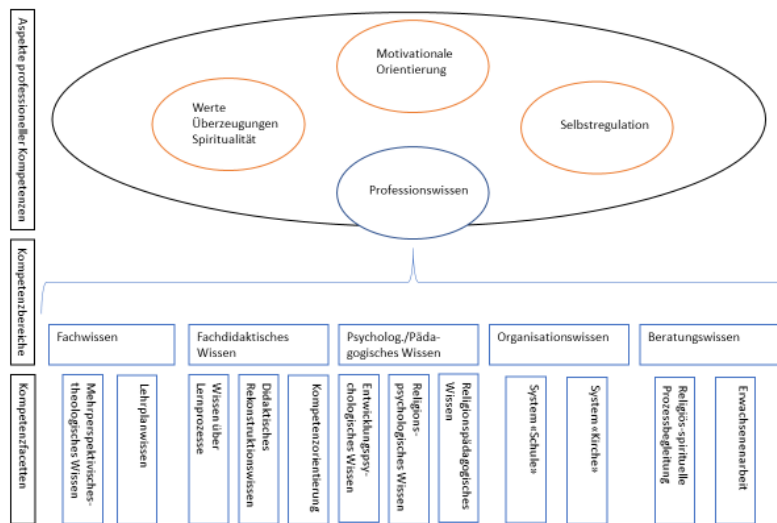 Aspekte professioneller Kompetenzen
Motivationale
Orientierung
Werte
Überzeugungen
Spiritualität
Selbstregulation
Professionswissen
Kompetenzbereiche
Fachwissen
Fachdidaktisches
Wissen
Psycholog./Päda-
gogisches Wissen
Organisationswissen
Beratungswissen
Kompetenzfacetten
Mehrperspektivisches-
theologisches Wissen
Lehrplanwissen
Wissen über
Lernprozesse
Didaktisches
Rekonstruktionswissen
Kompetenzorientierung
Entwicklungspsy-
chologisches Wissen
Religions-
psychologisches Wissen
Religionspädagogisches
Wissen
System «Schule»
System «Kirche»
Religiös-spirituelle
Prozessbegleitung
Erwachsenenarbeit